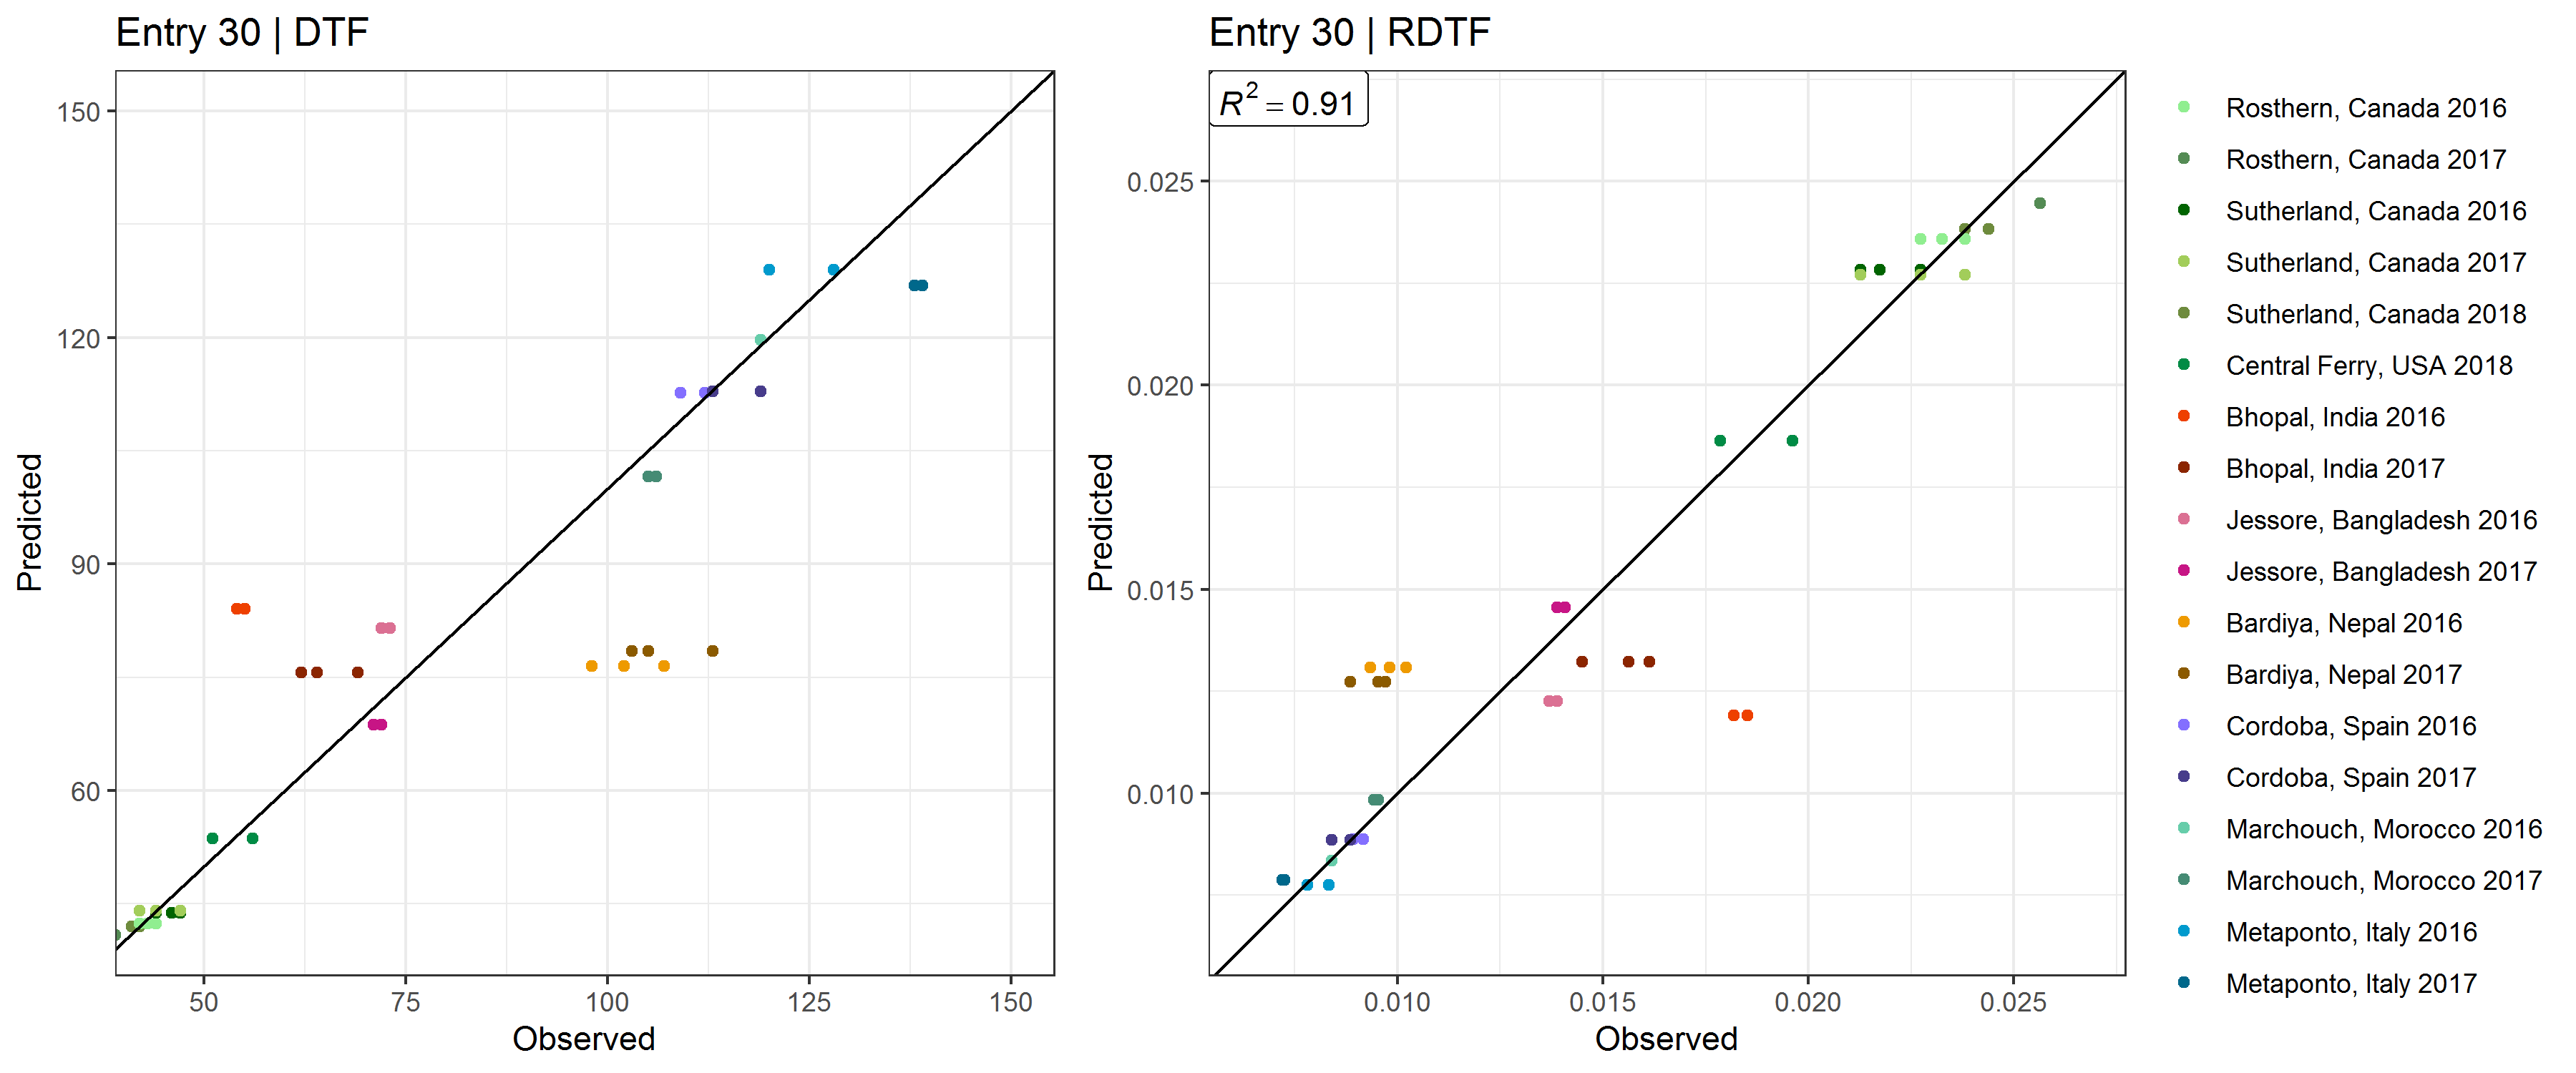 Entry 30 | DTF
150
120
90
60
Predicted
50 75 100 125 150
Observed
Entry 30 | RDTF
R² = 0.91
0.025
0.020
0.015
0.010
Predicted
0.010 0.015 0.020 0.025
Observed
Rosthern, Canada 2016
Rosthern, Canada 2017
Sutherland, Canada 2016
Sutherland, Canada 2017
Sutherland, Canada 2018
Central Ferry, USA 2018
Bhopal, India 2016
Bhopal, India 2017
Jessore, Bangladesh 2016
Jessore, Bangladesh 2017
Bardiya, Nepal 2016
Bardiya, Nepal 2017
Cordoba, Spain 2016
Cordoba, Spain 2017
Marchouch, Morocco 2016
Marchouch, Morocco 2017
Metaponto, Italy 2016
Metaponto, Italy 2017